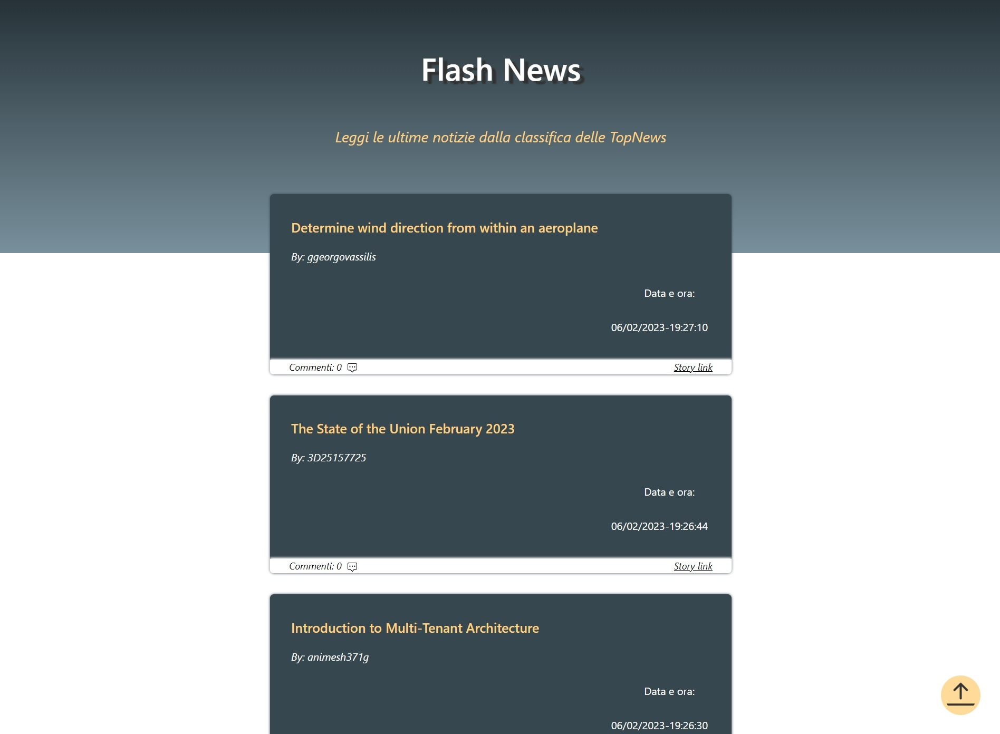 Flash News
Leggi le ultime notizie dalla classifica delle TopNews
Determine wind direction from within an aeroplane
By: ggeorgovassilis
Data e ora:
06/02/2023-19:27:10
Commenti: 0 Story link
The State of the Union February 2023
By: 3D25157725
Data e ora:
06/02/2023-19:26:44
Commenti: 0 Story link
Introduction to Multi-Tenant Architecture
By: animesh371g
Data e ora:
06/02/2023-19:26:30